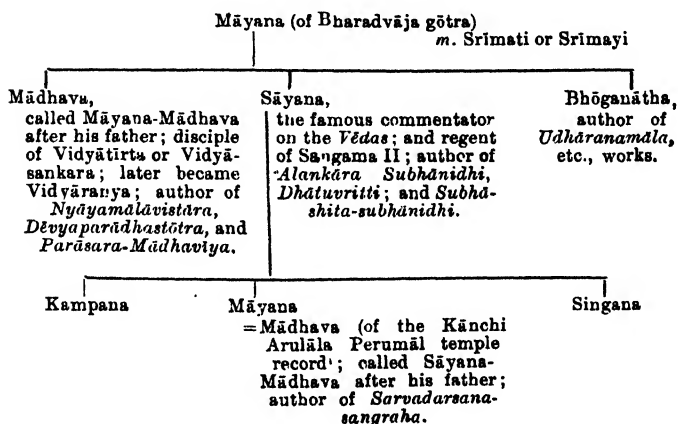 Māyana (of Bharadvāja gōtra)
m. Srīmati or Srīmayi
Mādhava,
called Māyana-Mādhava
after his father; disciple
of Vidyātīrta or Vidyā-
sankara; later became
Vidyāraṇya; author of
Nyāyamālāvistāra,
Dēvyaparādhastōtra, and
Parāsara-Mādhavīya.
Sāyana,
the famous commentator
on the Vēdas; and regent
of Sangama II; author of
Alankāra Subhānidhi,
Dhātuvritti; and Subhā-
shita-subhānidhi.
Bhōganātha,
author of
Udhāranamāla,
etc., works.
Kampana
Māyana
=Mādhava (of the Kānchi
Arulāla Perumāl temple
record'; called Sāyana-
Mādhava after his father;
author of Sarvadarsana-
sangraha.
Singana